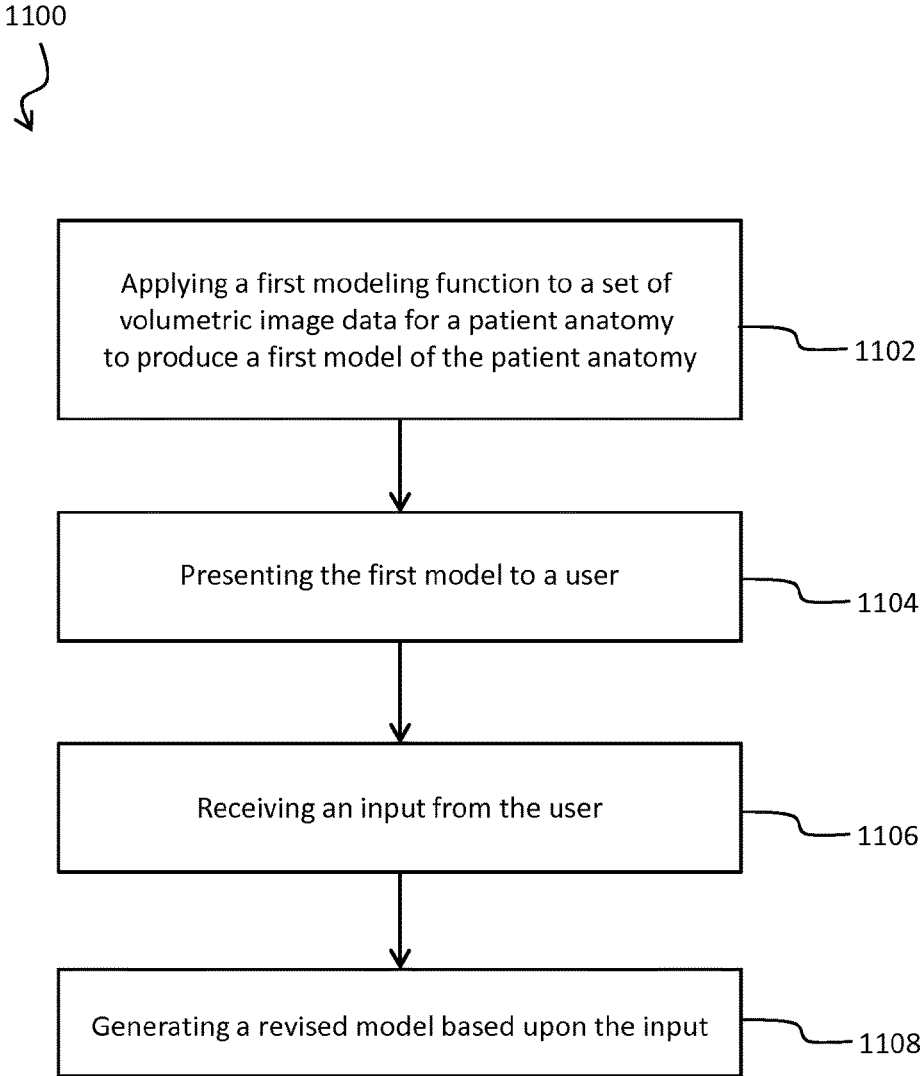 1100
Applying a first modeling function to a set of
volumetric image data for a patient anatomy
to produce a first model of the patient anatomy
1102
Presenting the first model to a user
1104
Receiving an input from the user
1106
Generating a revised model based upon the input
1108